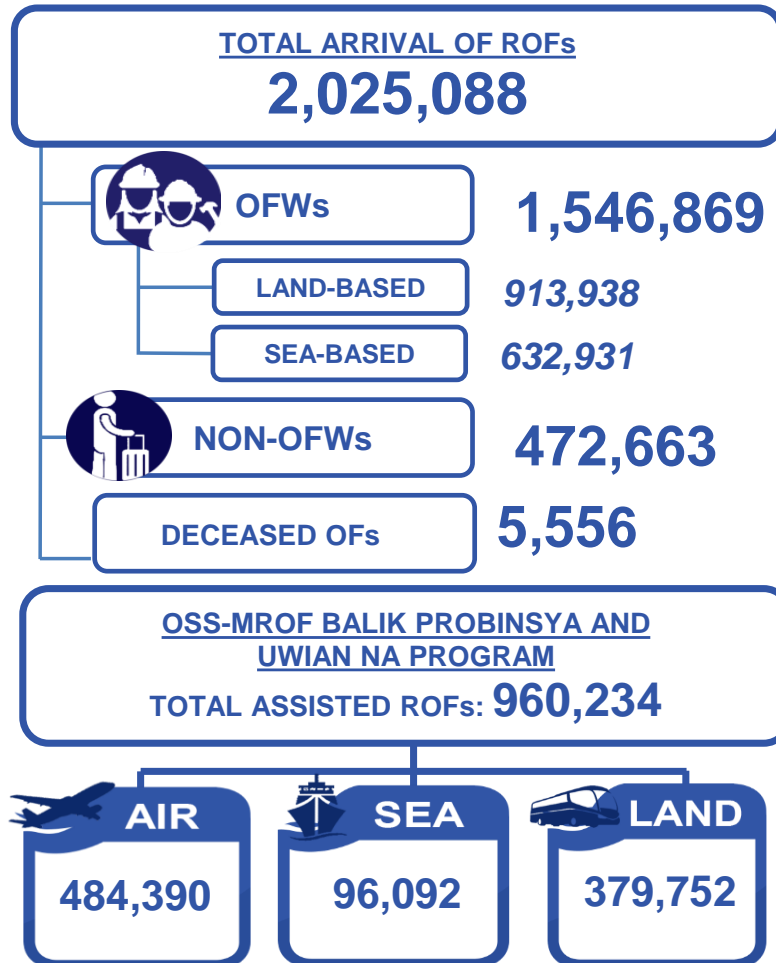 TOTAL ARRIVAL OF ROFs
2,025,088
OFWs 1,546,869
LAND-BASED 913,938
SEA-BASED 632,931
NON-OFWs 472,663
DECEASED OFs 5,556
OSS-MROF BALIK PROBINSYA AND
UWIAN NA PROGRAM
TOTAL ASSISTED ROFs: 960,234
AIR SEA LAND
484,390 96,092 379,752